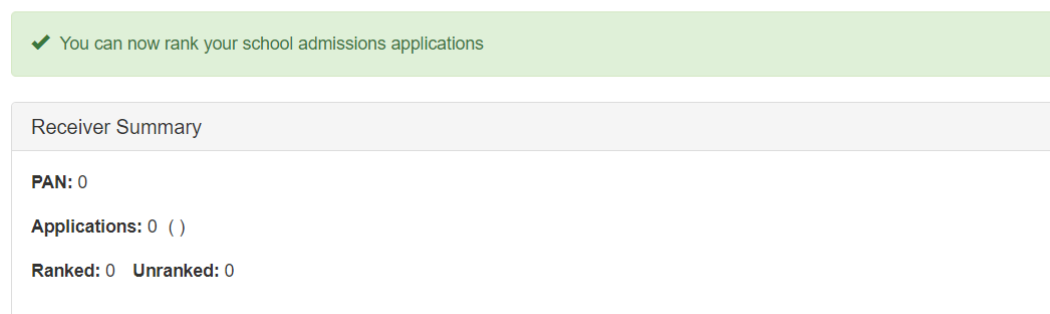 You can now rank your school admissions applications
Receiver Summary
PAN: 0
Applications: 0 ( )
Ranked: 0 Unranked: 0